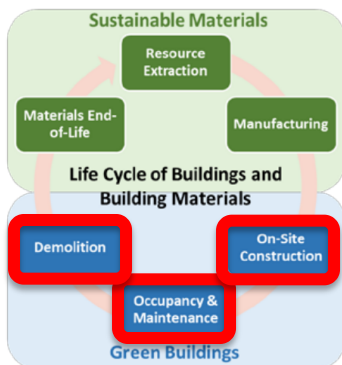 Sustainable Materials
Resource
Extraction
Materials End-
of-Life
Manufacturing
Life Cycle of Buildings and
Building Materials
Demolition
On-Site
Construction
Occupancy &
Maintenance
Green Buildings